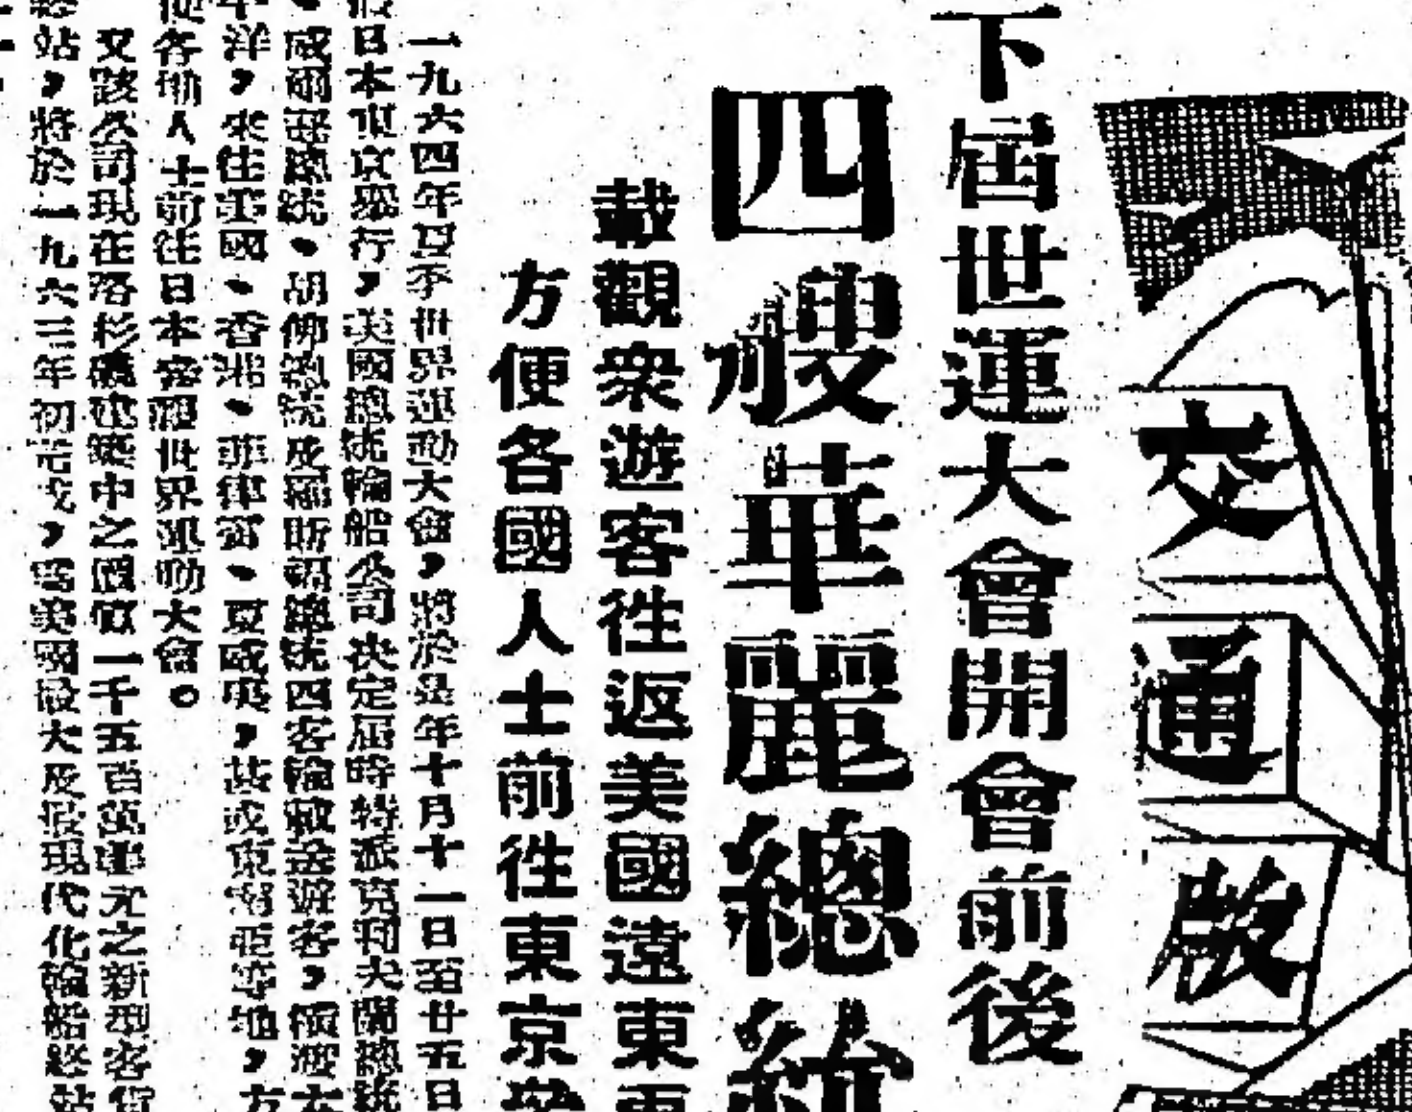 交通版
下屆世運大會開會前後
四艘華麗總統
載觀衆遊客往返美國遠東
方便各國人士前往東京
一九六四年夏季世界運動大會，將於是年十月十一日至廿五日
日本東京舉行，美國總統輪船公司決定屆時特派克利夫蘭總統
、威爾遜總統、胡佛總統及羅斯福總統四客輪載送遊客，橫渡太
平洋，來往美國、香港、菲律賓、夏威夷，甚或東南亞等地，方
便各地人士前往日本客觀世界運動大會。
又該公司現在洛杉磯建築中之價值一千五百萬美元之新型客貨
站，將於一九六三年初完成，為美國最大及最現代化輪船終站